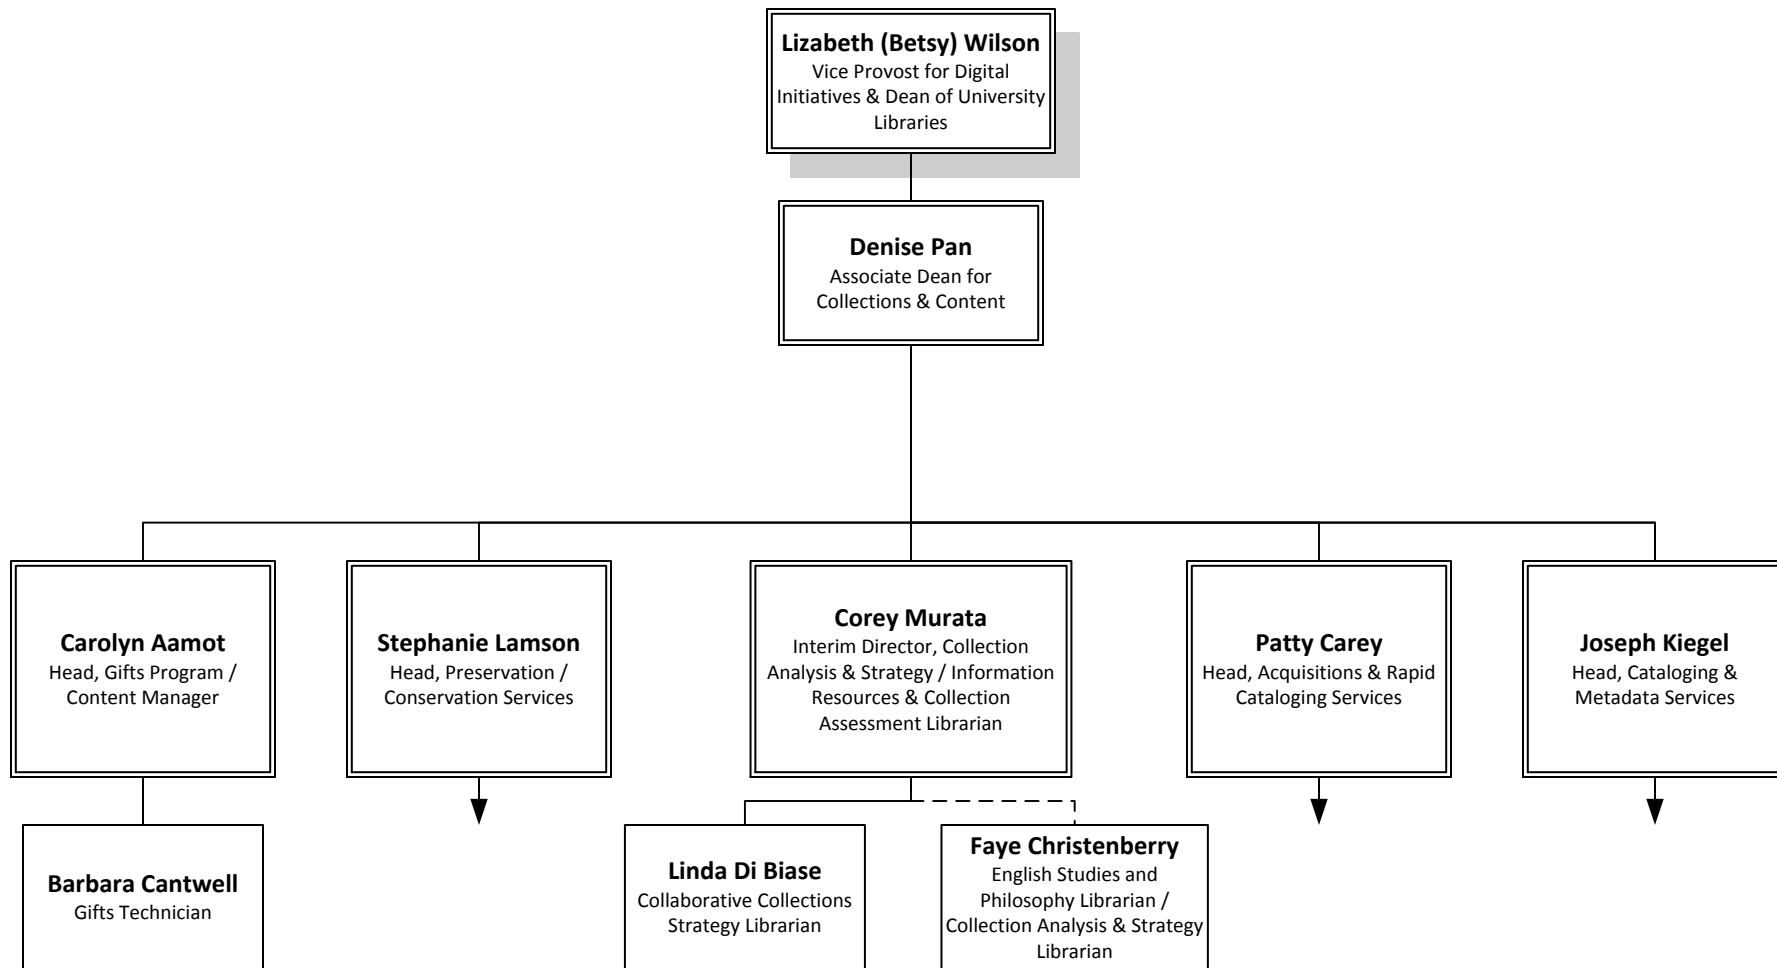 Lizabeth (Betsy) Wilson
Vice Provost for Digital
Initiatives & Dean of University
Libraries
Denise Pan
Associate Dean for
Collections & Content
Carolyn Aamot
Head, Gifts Program /
Content Manager
Stephanie Lamson
Head, Preservation /
Conservation Services
Corey Murata
Interim Director, Collection
Analysis & Strategy / Information
Resources & Collection
Assessment Librarian
Patty Carey
Head, Acquisitions & Rapid
Cataloging Services
Joseph Kiegel
Head, Cataloging &
Metadata Services
Barbara Cantwell
Gifts Technician
Linda Di Biase
Collaborative Collections
Strategy Librarian
Faye Christenberry
English Studies and
Philosophy Librarian /
Collection Analysis & Strategy
Librarian